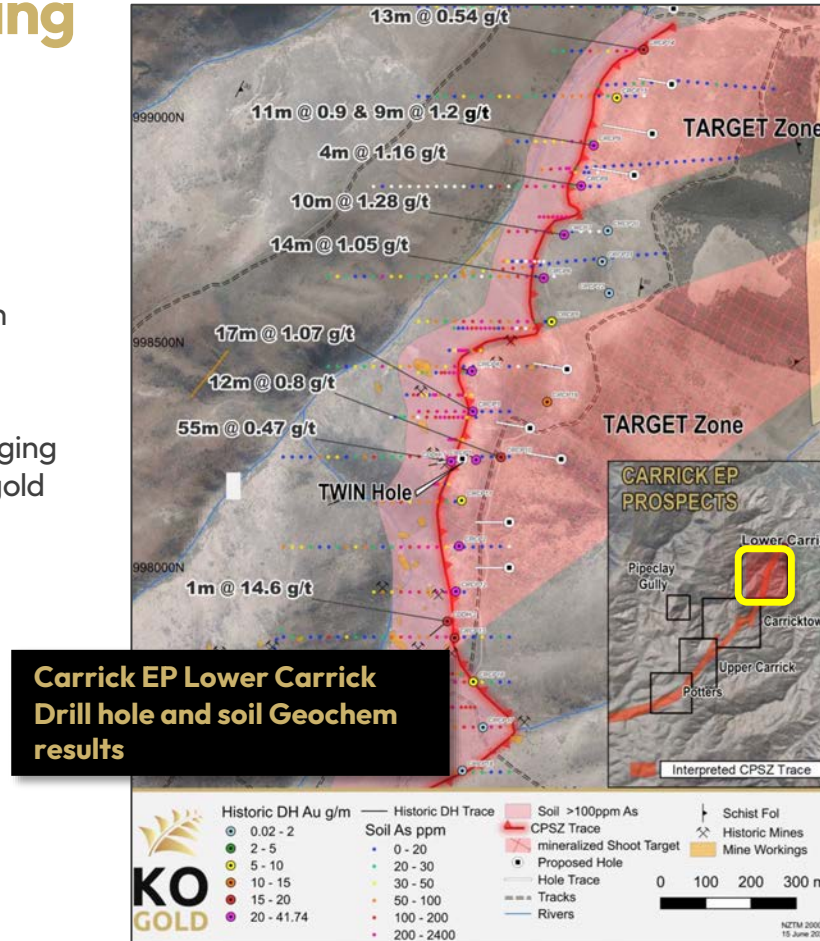 ing
13m @ 0.54 g/t
999000N
11m @ 0.9 & 9m @ 1.2 g/t
TARGET Zone
4m @ 1.16 g/t
10m @ 1.28 g/t
14m @ 1.05 g/t
n
998500N
17m @ 1.07 g/t
12m @ 0.8 g/t
TARGET Zone
55m @ 0.47 g/t
ging
gold
TWIN Hole
CARRICK EP
PROSPECTS
Lower Carri
Pipeclay
Gully
998000N
1m @ 14.6 g/t
Carricktow
Upper Carrick
Potters
Carrick EP Lower Carrick
Drill hole and soil Geochem
results
Interpreted CPSZ Trace
KO
GOLD
Historic DH Au g/m
0.02 - 2
2 - 5
5 - 10
10 - 15
15 - 20
20 - 41.74
Historic DH Trace
Soil As ppm
0 - 20
20 - 30
30 - 50
50 - 100
100 - 200
200 - 2400
Soil >100ppm As
CPSZ Trace
mineralized Shoot Target
Proposed Hole
Hole Trace
Tracks
Rivers
Schist Fol
Historic Mines
Mine Workings
0 100 200 300 m
NZTM 2000
15 June 20